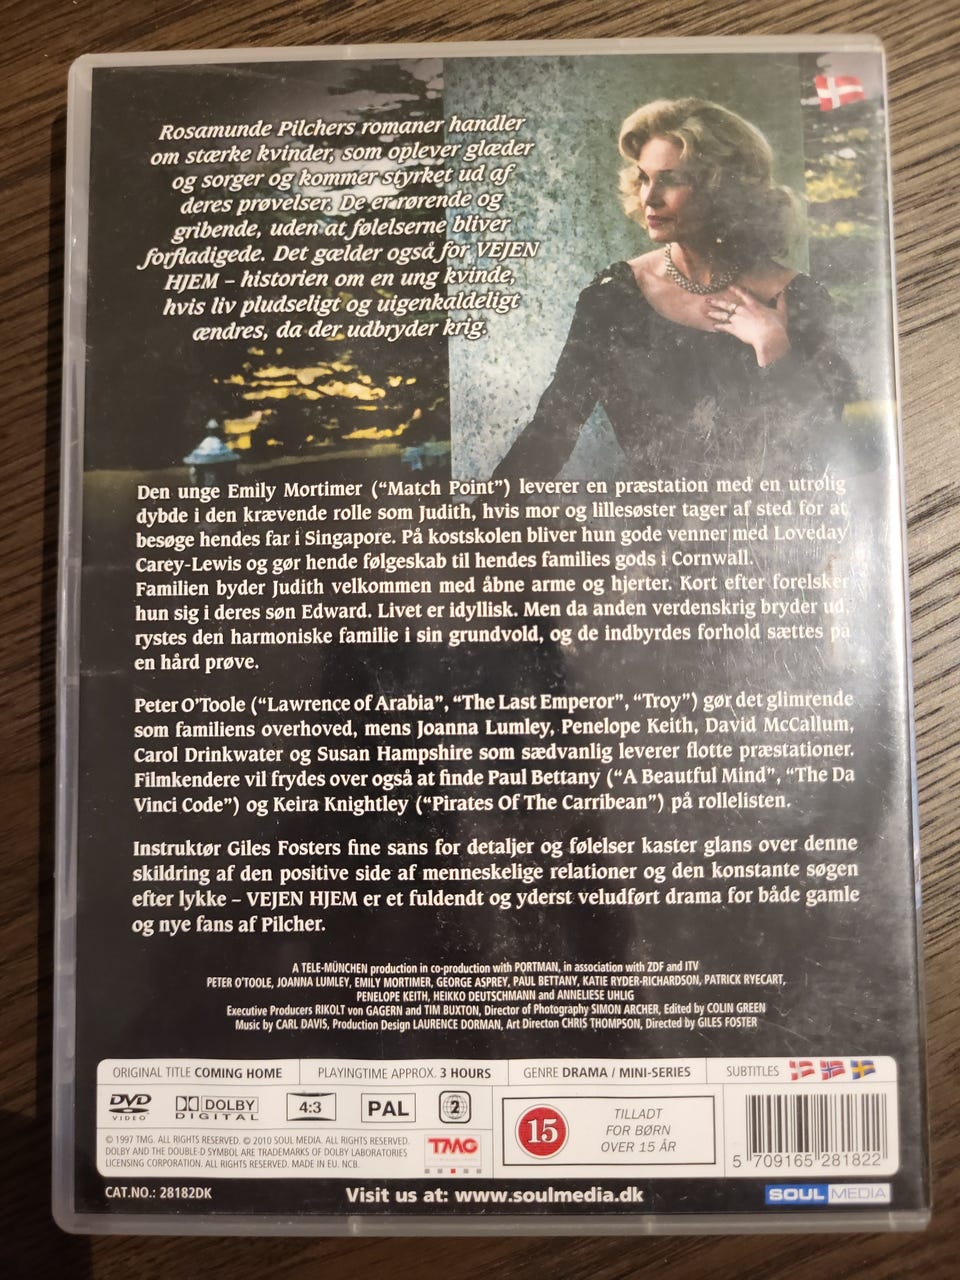 Rosamunde Pilchers romaner handler
om stærke kvinder, som oplever glæder
og sorger og kommer styrket ud af
deres prøvelser. De er rørende og
gribende, uden at følelserne bliver
forfladigede. Det gælder også for VEJEN
HJEM – historien om en ung kvinde,
hvis liv pludseligt og uigenkaldeligt
ændres, da der udbryder krig.
Den unge Emily Mortimer (“Match Point”) leverer en præstation med en utrolig
dybde i den krævende rolle som Judith, hvis mor og lillesøster tager af sted for at
besøge hendes far i Singapore. På kostskolen bliver hun gode venner med Loveday
Carey-Lewis og gør hende følgeskab til hendes families gods i Cornwall.
Familien byder Judith velkommen med åbne arme og hjerter. Kort efter forelsker
hun sig i deres søn Edward. Livet er idyllisk. Men da anden verdenskrig bryder ud,
rystes den harmoniske familie i sin grundvold, og de indbyrdes forhold sættes på
en hård prøve.
Peter O'Toole (“Lawrence of Arabia”, “The Last Emperor”, “Troy”) gør det glimrende
som familiens overhoved, mens Joanna Lumley, Penelope Keith, David McCallum,
Carol Drinkwater og Susan Hampshire som sædvanlig leverer flotte præstationer.
Filmkendere vil frydes over også at finde Paul Bettany (“A Beautful Mind”, “The Da
Vinci Code”) og Keira Knightley (“Pirates Of The Carribean”) på rollelisten.
Instruktør Giles Fosters fine sans for detaljer og følelser kaster glans over denne
skildring af den positive side af menneskelige relationer og den konstante søgen
efter lykke – VEJEN HJEM er et fuldendt og yderst veludført drama for både gamle
og nye fans af Pilcher.
A TELE-MÜNCHEN production in co-production with PORTMAN, in association with ZDF and ITV
PETER O'TOOLE, JOANNA LUMLEY, EMILY MORTIMER, GEORGE ASPREY, PAUL BETTANY, KATIE RYDER-RICHARDSON, PATRICK RYECART,
PENELOPE KEITH, HEIKKO DEUTSCHMANN and ANNELIESE UHLIG
Executive Producers RIKOLT von GAGERN and TIM BUXTON, Director of Photography SIMON ARCHER, Edited by COLIN GREEN
Music by CARL DAVIS, Production Design LAURENCE DORMAN, Art Directon CHRIS THOMPSON, Directed by GILES FOSTER
ORIGINAL TITLE COMING HOME PLAYINGTIME APPROX. 3 HOURS GENRE DRAMA / MINI-SERIES SUBTITLES
DVD VIDEO DOLBY DIGITAL 4:3 PAL 2
© 1997 TMG. ALL RIGHTS RESERVED. © 2010 SOUL MEDIA. ALL RIGHTS RESERVED.
DOLBY AND THE DOUBLE-D SYMBOL ARE TRADEMARKS OF DOLBY LABORATORIES
LICENSING CORPORATION. ALL RIGHTS RESERVED. MADE IN EU. NCB.
TMG
15
TILLADT
FOR BØRN
OVER 15 ÅR
5 709165 281822
CAT.NO.: 28182DK
Visit us at: www.soulmedia.dk
SOUL MEDIA